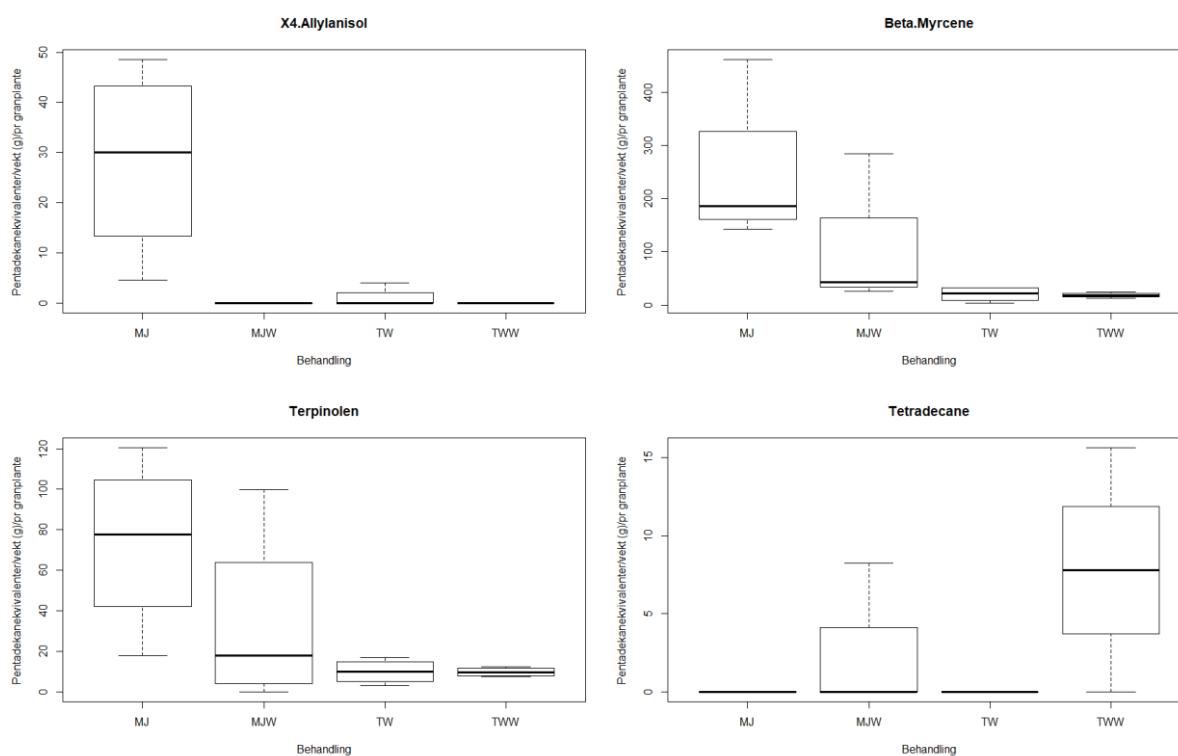 X4.Allylanisol
Pentadekanekvivalenter/vekt (g)/pr granplante
50
40
30
20
10
0
MJ MJW TW TWW
Behandling
Beta.Myrcene
Pentadekanekvivalenter/vekt (g)/pr granplante
400
300
200
100
0
MJ MJW TW TWW
Behandling
Terpinolen
Pentadekanekvivalenter/vekt (g)/pr granplante
120
100
80
60
40
20
0
MJ MJW TW TWW
Behandling
Tetradecane
Pentadekanekvivalenter/vekt (g)/pr granplante
15
10
5
0
MJ MJW TW TWW
Behandling